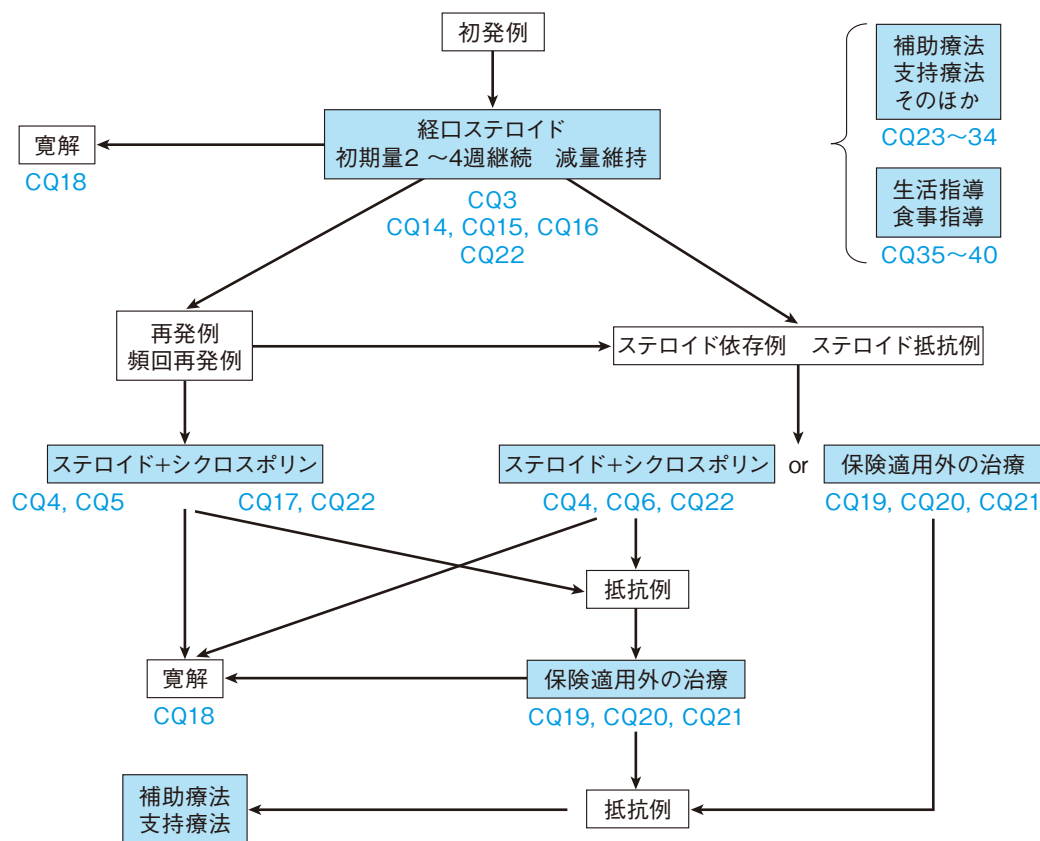 初発例
補助療法
支持療法
そのほか
CQ23～34
生活指導
食事指導
CQ35～40
経口ステロイド
初期量2 ～4週継続　減量維持
寛解
CQ18
CQ3
CQ14, CQ15, CQ16
CQ22
再発例
頻回再発例
ステロイド依存例　ステロイド抵抗例
ステロイド+シクロスポリン
CQ4, CQ5
CQ17, CQ22
ステロイド+シクロスポリン
CQ4, CQ6, CQ22
or
保険適用外の治療
CQ19, CQ20, CQ21
抵抗例
寛解
CQ18
保険適用外の治療
CQ19, CQ20, CQ21
補助療法
支持療法
抵抗例